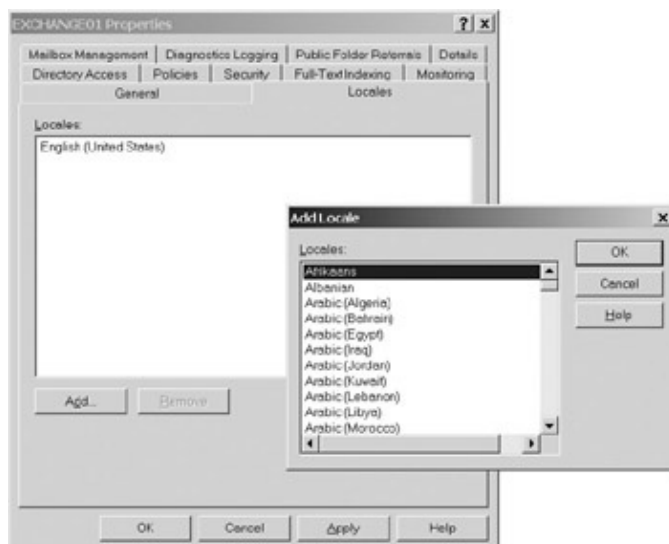 EXCHANGE01 Properties
Mailbox Management
Diagnostics Logging
Public Folder Referrals
Details
Directory Access
Policies
Security
Full-Text Indexing
Monitoring
General
Locales
Locales:
English (United States)
Add...
Remove
OK
Cancel
Apply
Help
Add Locale
Locales:
Afrikaans
Albanian
Arabic (Algeria)
Arabic (Bahrain)
Arabic (Egypt)
Arabic (Iraq)
Arabic (Jordan)
Arabic (Kuwait)
Arabic (Lebanon)
Arabic (Libya)
Arabic (Morocco)
OK
Cancel
Help